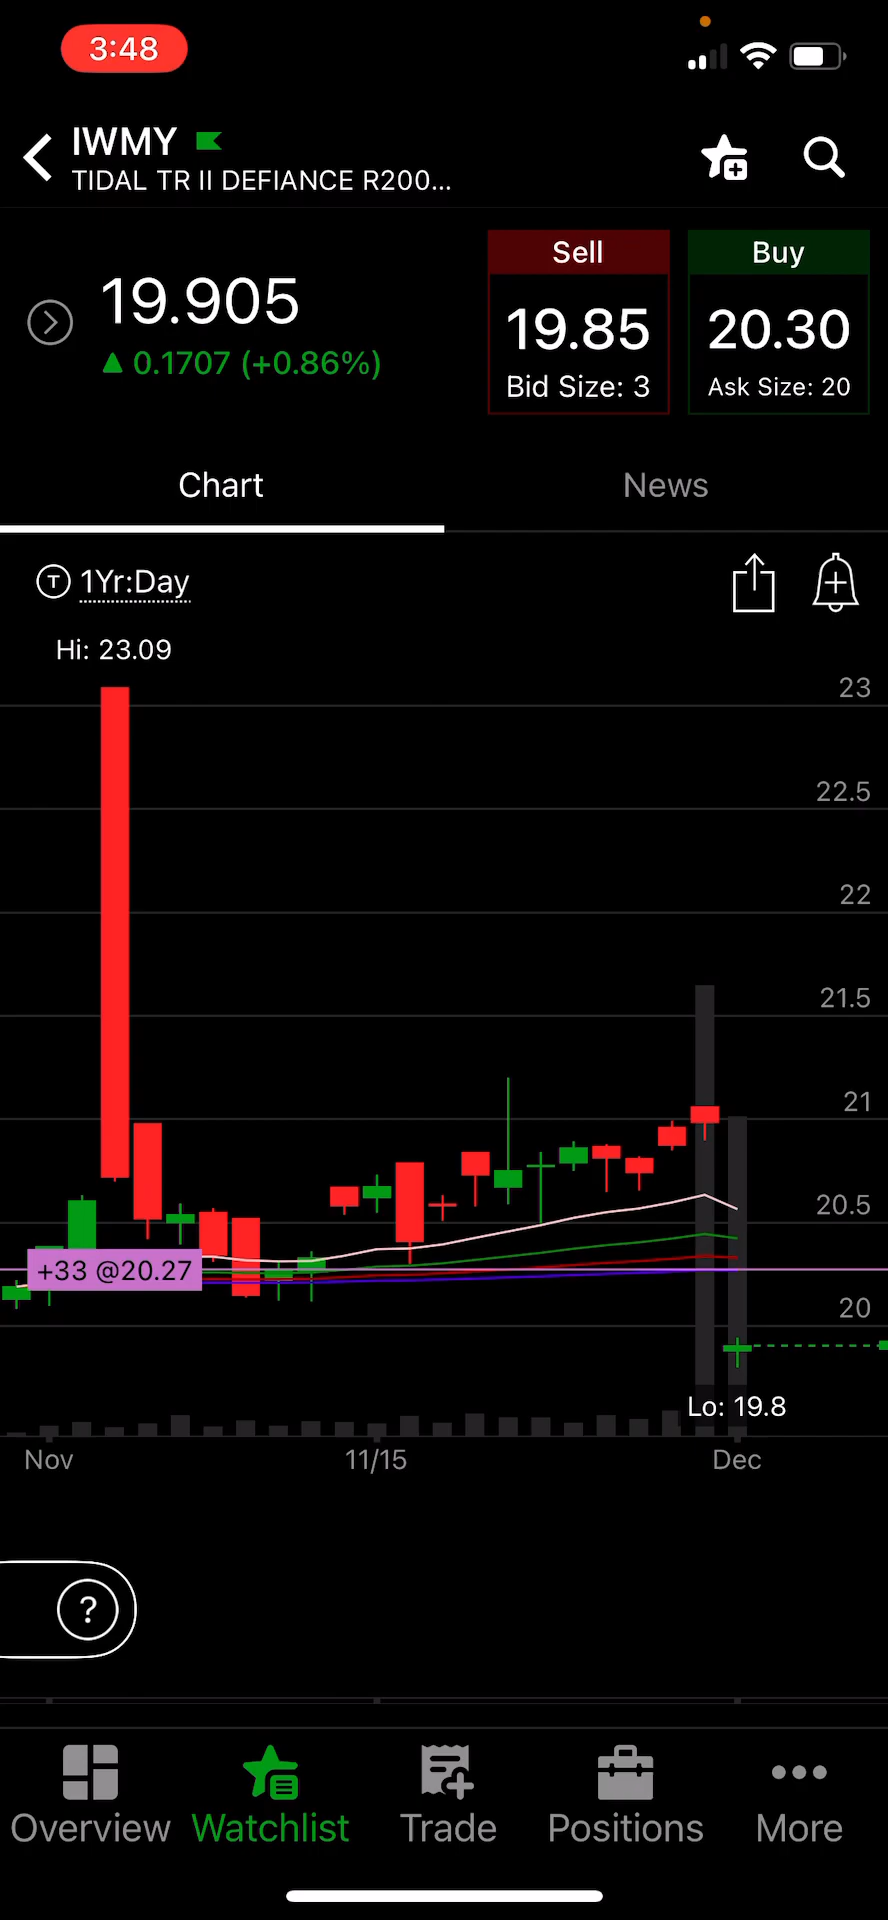 3:48
IWMY
TIDAL TR II DEFIANCE R200...
19.905
0.1707 (+0.86%)
Sell
19.85
Bid Size: 3
Buy
20.30
Ask Size: 20
Chart
News
T 1Yr:Day
Hi: 23.09
23
22.5
22
21.5
21
20.5
+33 @20.27
20
Lo: 19.8
Nov
11/15
Dec
?
Overview
Watchlist
Trade
Positions
More